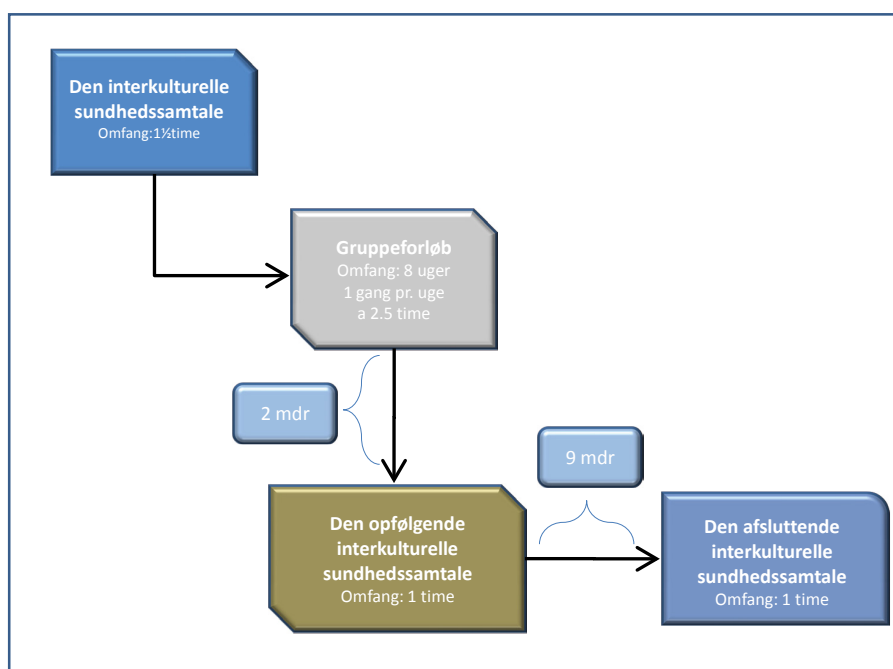 Den interkulturelle
sundhedssamtale
Omfang:1½time
Gruppeforløb
Omfang: 8 uger
1 gang pr. uge
a 2.5 time
2 mdr
9 mdr
Den opfølgende
interkulturelle
sundhedssamtale
Omfang: 1 time
Den afsluttende
interkulturelle
sundhedssamtale
Omfang: 1 time